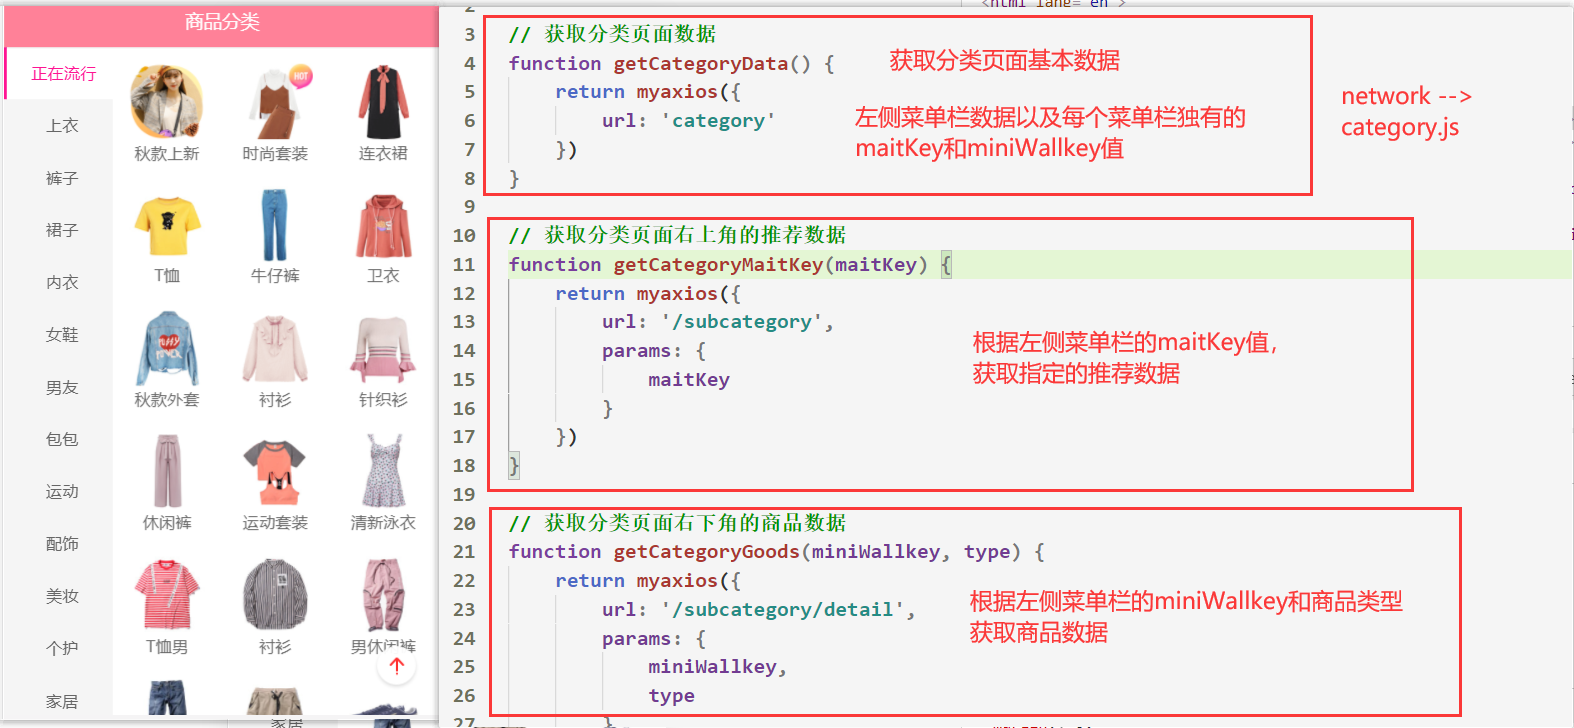 商品分类
正在流行
上衣
裤子
裙子
内衣
女鞋
男友
包包
运动
配饰
美妆
个护
家居
HOT
秋款上新 时尚套装 连衣裙
T恤 牛仔裤 卫衣
秋款外套 衬衫 针织衫
休闲裤 运动套装 清新泳衣
T恤男 衬衫 男休闲裤
家居
<html lang="en">
2
3 // 获取分类页面数据
4 function getCategoryData() {
5 return myaxios({
6 url: 'category'
7 })
8 }
9
10 // 获取分类页面右上角的推荐数据
11 function getCategoryMaitKey(maitKey) {
12 return myaxios({
13 url: '/subcategory',
14 params: {
15 maitKey
16 }
17 })
18 }
19
20 // 获取分类页面右下角的商品数据
21 function getCategoryGoods(miniWallkey, type) {
22 return myaxios({
23 url: '/subcategory/detail',
24 params: {
25 miniWallkey,
26 type
27 }
获取分类页面基本数据
左侧菜单栏数据以及每个菜单栏独有的
maitKey和miniWallkey值
network -->
category.js
根据左侧菜单栏的maitKey值，
获取指定的推荐数据
根据左侧菜单栏的miniWallkey和商品类型
获取商品数据